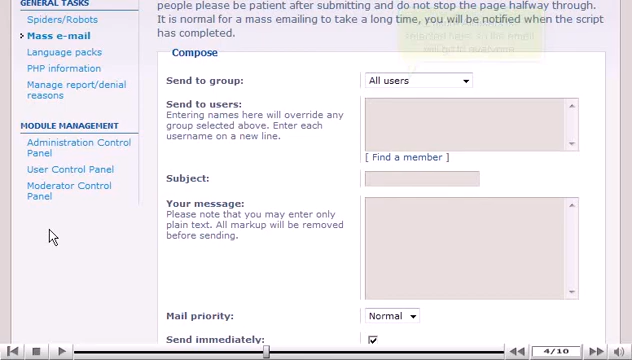 GENERAL TASKS
Spiders/Robots
Mass e-mail
Language packs
PHP information
Manage report/denial
reasons
MODULE MANAGEMENT
Administration Control
Panel
User Control Panel
Moderator Control
Panel
people please be patient after submitting and do not stop the page halfway through.
It is normal for a mass emailing to take a long time, you will be notified when the script
has completed.
Compose
Send to group:
All users
Send to users:
Entering names here will override any
group selected above. Enter each
username on a new line.
[ Find a member ]
Subject:
Your message:
Please note that you may enter only
plain text. All markup will be removed
before sending.
Mail priority:
Normal
Send immediately:
4/10